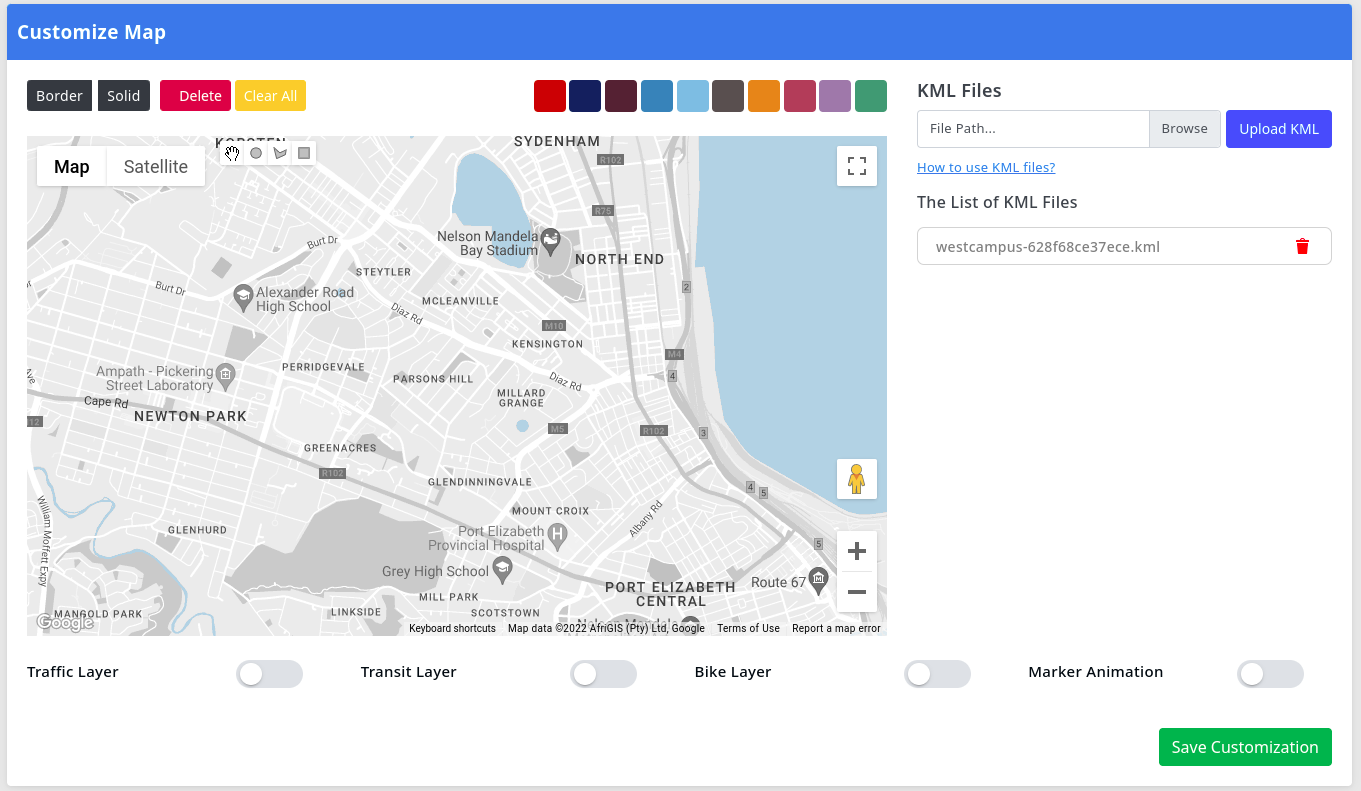 Customize Map
Border
Solid
Delete
Clear All
KML Files
File Path...
Browse
Upload KML
How to use KML files?
The List of KML Files
westcampus-628f68ce37ece.kml
Map
Satellite
KORSTEN
SYDENHAM
R102
R75
Nelson Mandela
Bay Stadium
NORTH END
Burt Dr
STEYTLER
Burt Dr
Alexander Road
High School
MCLEANVILLE
2
Diaz Rd
M10
KENSINGTON
M4
PERRIDGEVALE
Ampath - Pickering
Street Laboratory
PARSONS HILL
Diaz Rd
4
MILLARD
GRANGE
Cape Rd
NEWTON PARK
M5
R102
3
GREENACRES
R102
GLENDINNINGVALE
4
5
MOUNT CROIX
Albany Rd
William Moffett Expy
GLENHURD
Port Elizabeth
Provincial Hospital
5
Grey High School
PORT ELIZABETH
CENTRAL
Route 67
MILL PARK
LINKSIDE
SCOTSTOWN
MANGOLD PARK
Google
Nelson Mandela
Keyboard shortcuts
Map data ©2022 AfriGIS (Pty) Ltd, Google
Terms of Use
Report a map error
Traffic Layer
Transit Layer
Bike Layer
Marker Animation
Save Customization